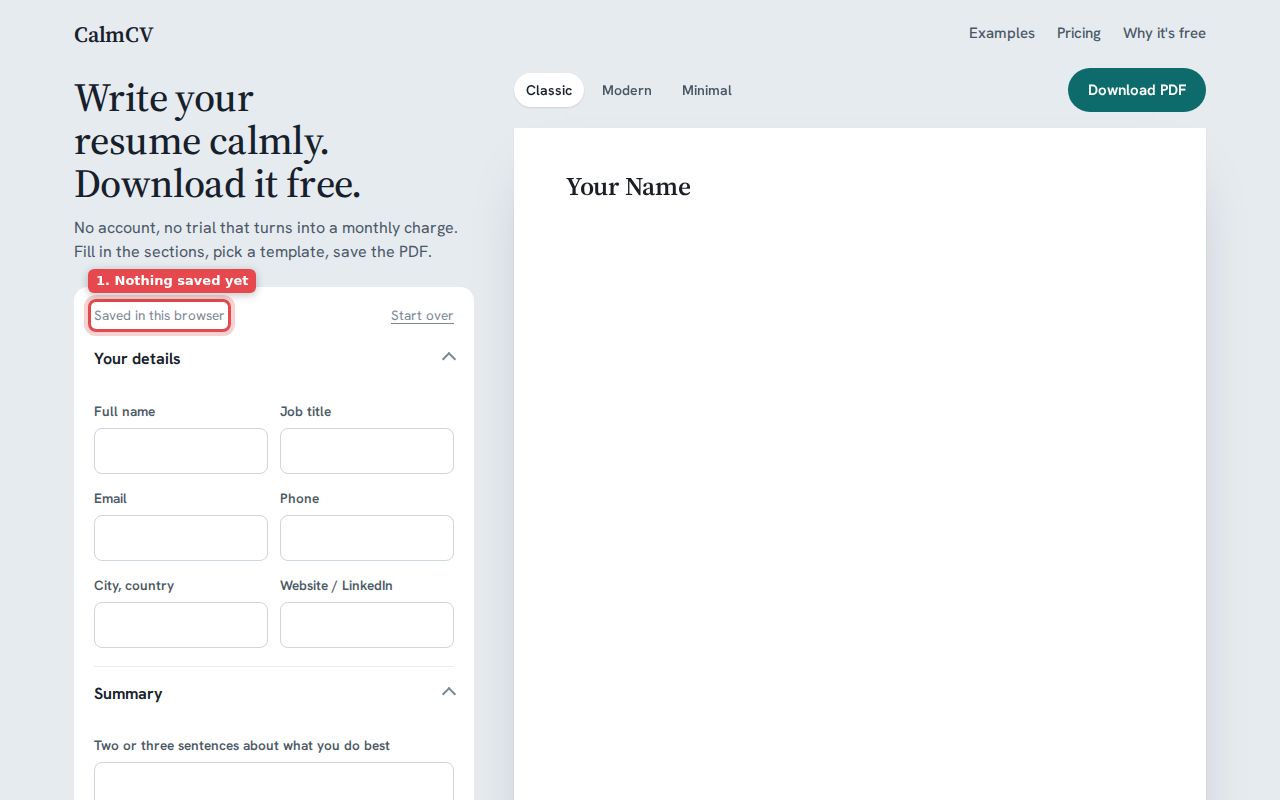 CalmCV
Examples
Pricing
Why it's free
Write your
resume calmly.
Download it free.
No account, no trial that turns into a monthly charge.
Fill in the sections, pick a template, save the PDF.
1. Nothing saved yet
Saved in this browser
Start over
Your details
Full name
Job title
Email
Phone
City, country
Website / LinkedIn
Summary
Two or three sentences about what you do best
Classic
Modern
Minimal
Download PDF
Your Name